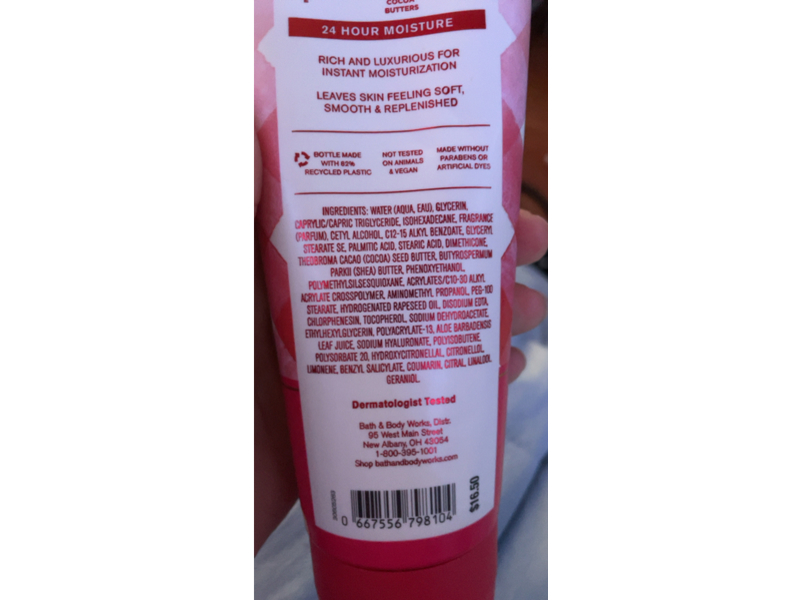 COCOA
BUTTERS
24 HOUR MOISTURE
RICH AND LUXURIOUS FOR
INSTANT MOISTURIZATION
LEAVES SKIN FEELING SOFT,
SMOOTH & REPLENISHED
BOTTLE MADE
WITH 82%
RECYCLED PLASTIC
NOT TESTED
ON ANIMALS
& VEGAN
MADE WITHOUT
PARABENS OR
ARTIFICIAL DYES
INGREDIENTS: WATER (AQUA, EAU), GLYCERIN,
CAPRYLIC/CAPRIC TRIGLYCERIDE, ISOHEXADECANE, FRAGRANCE
(PARFUM), CETYL ALCOHOL, C12-15 ALKYL BENZOATE, GLYCERYL
STEARATE SE, PALMITIC ACID, STEARIC ACID, DIMETHICONE,
THEOBROMA CACAO (COCOA) SEED BUTTER, BUTYROSPERMUM
PARKII (SHEA) BUTTER, PHENOXYETHANOL,
POLYMETHYLSILSESQUIOXANE, ACRYLATES/C10-30 ALKYL
ACRYLATE CROSSPOLYMER, AMINOMETHYL PROPANOL, PEG-100
STEARATE, HYDROGENATED RAPESEED OIL, DISODIUM EDTA,
CHLORPHENESIN, TOCOPHEROL, SODIUM DEHYDROACETATE,
ETHYLHEXYLGLYCERIN, POLYACRYLATE-13, ALOE BARBADENSIS
LEAF JUICE, SODIUM HYALURONATE, POLYISOBUTENE,
POLYSORBATE 20, HYDROXYCITRONELLAL, CITRONELLOL,
LIMONENE, BENZYL SALICYLATE, COUMARIN, CITRAL, LINALOOL,
GERANIOL.
Dermatologist Tested
Bath & Body Works, Distr.
95 West Main Street
New Albany, OH 43054
1-800-395-1001
Shop bathandbodyworks.com
0 667556 798104
$16.50